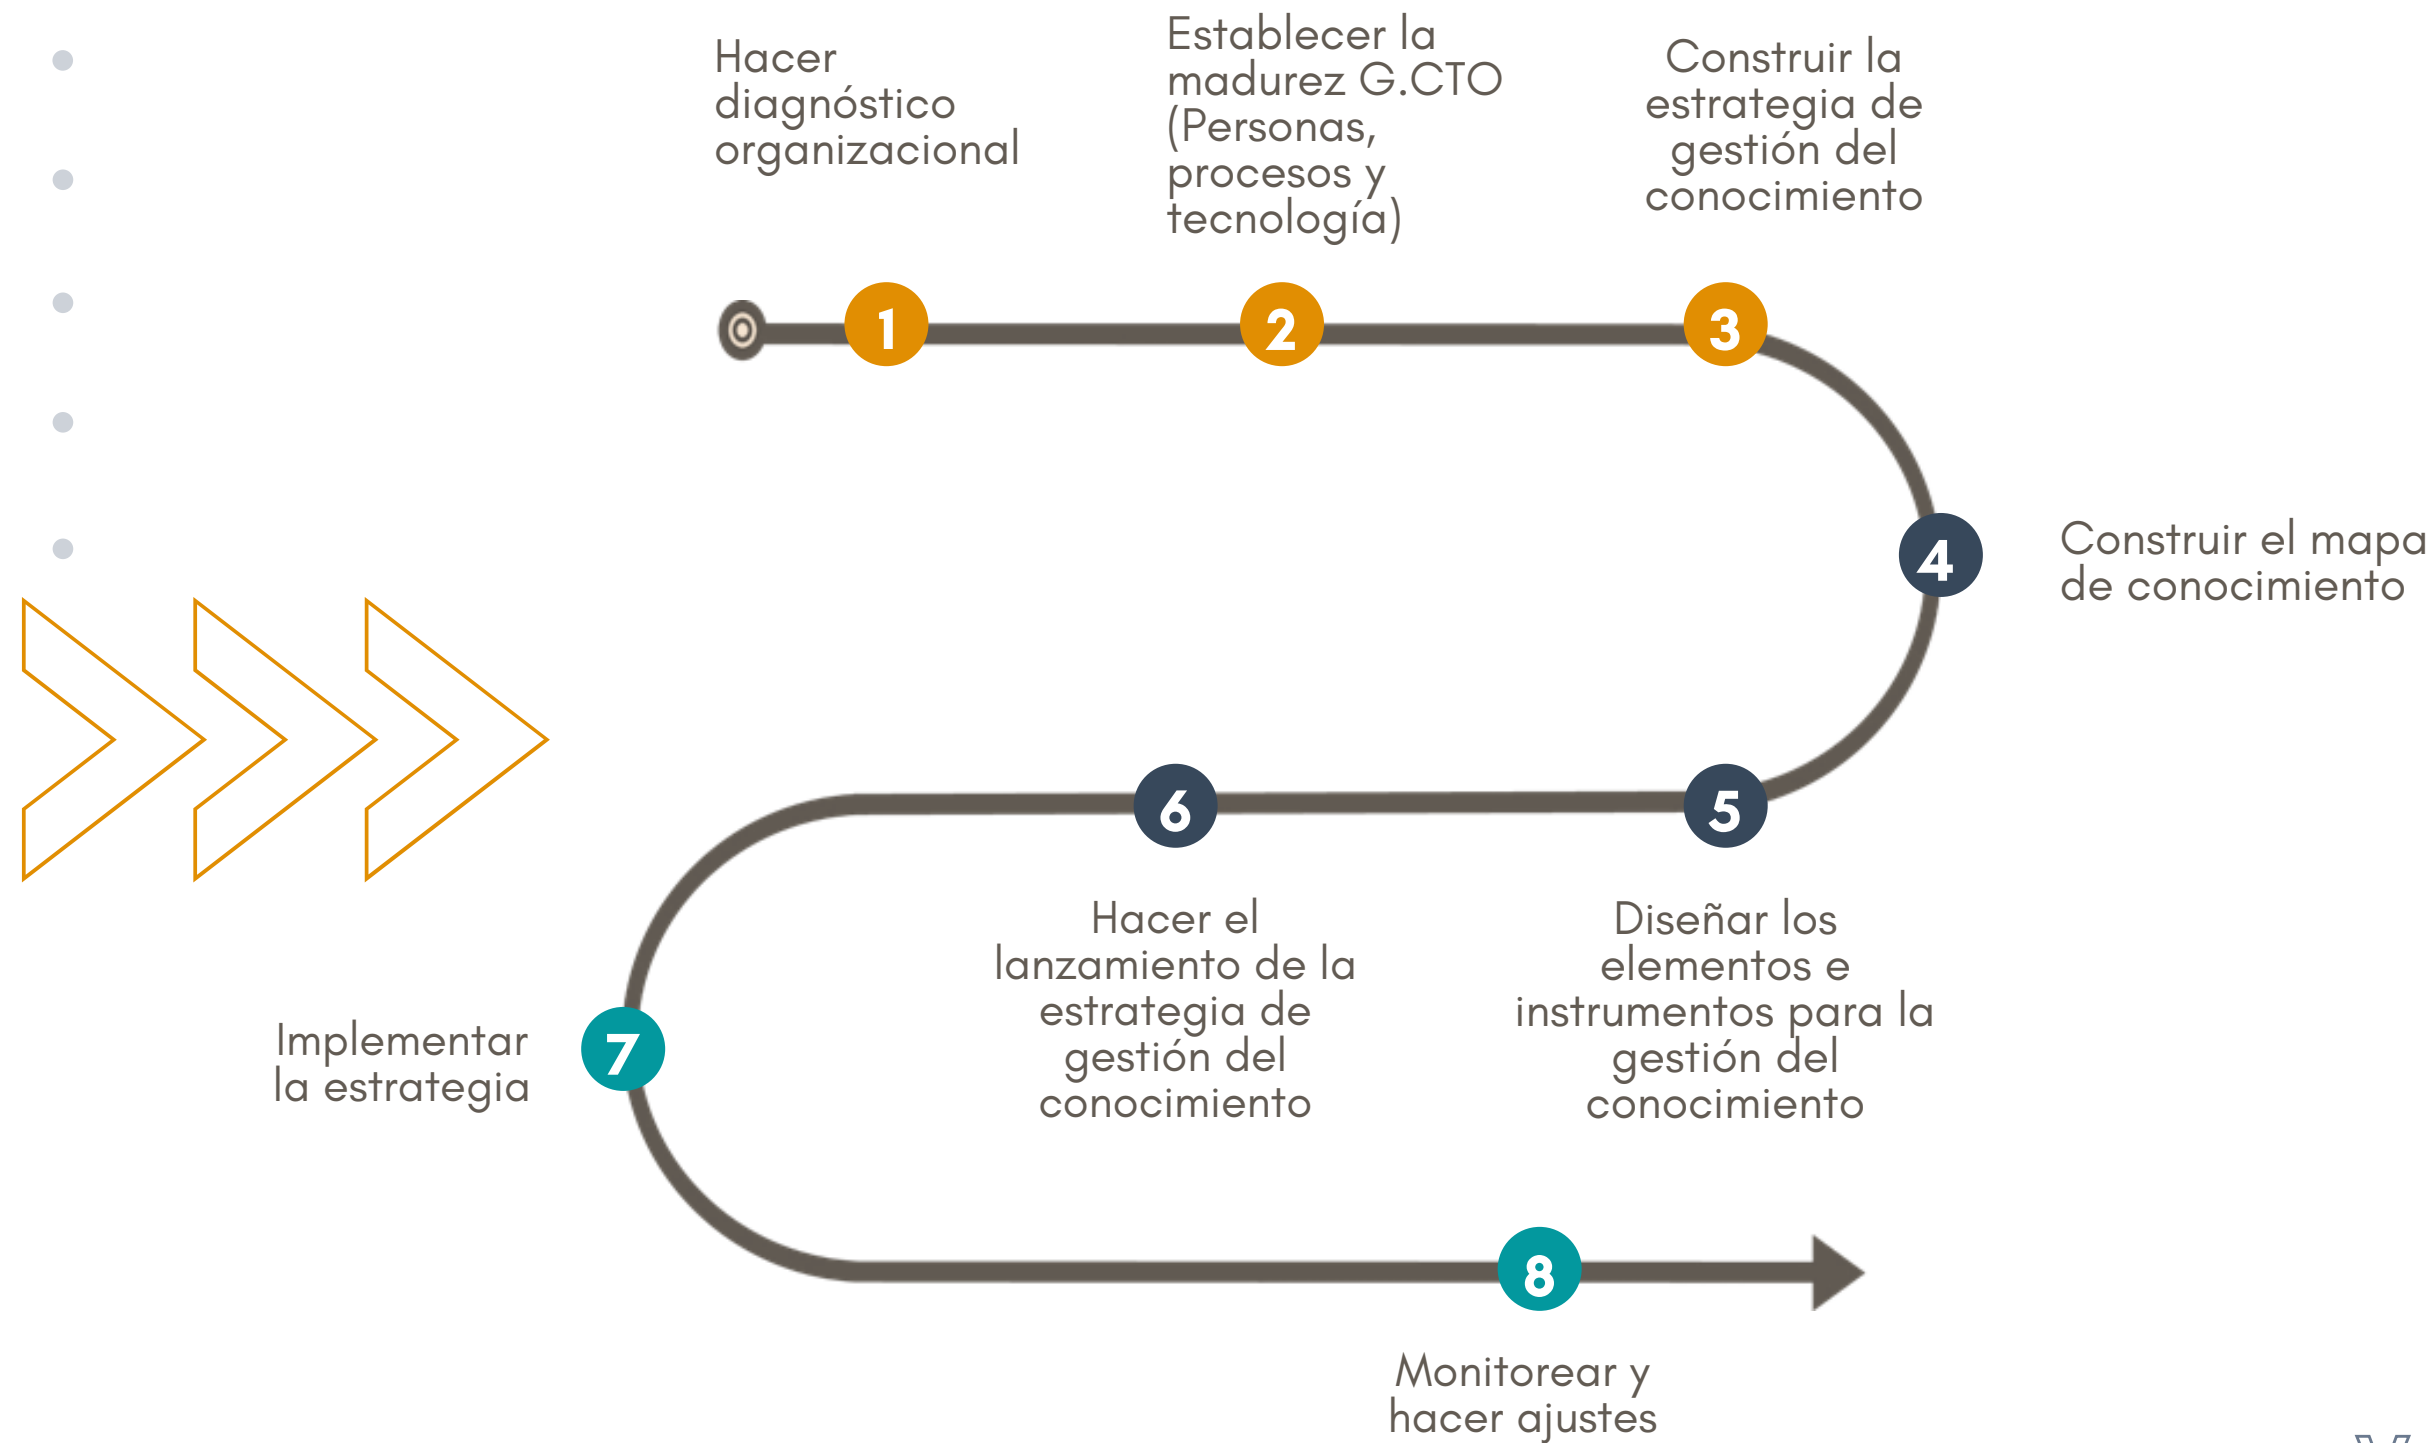 Hacer
diagnóstico
organizacional
Establecer la
madurez G.CTO
(Personas,
procesos y
tecnología)
Construir la
estrategia de
gestión del
conocimiento
1
2
3
4
Construir el mapa
de conocimiento
6
5
Hacer el
lanzamiento de la
estrategia de
gestión del
conocimiento
Diseñar los
elementos e
instrumentos para la
gestión del
conocimiento
Implementar
la estrategia
7
8
Monitorear y
hacer ajustes